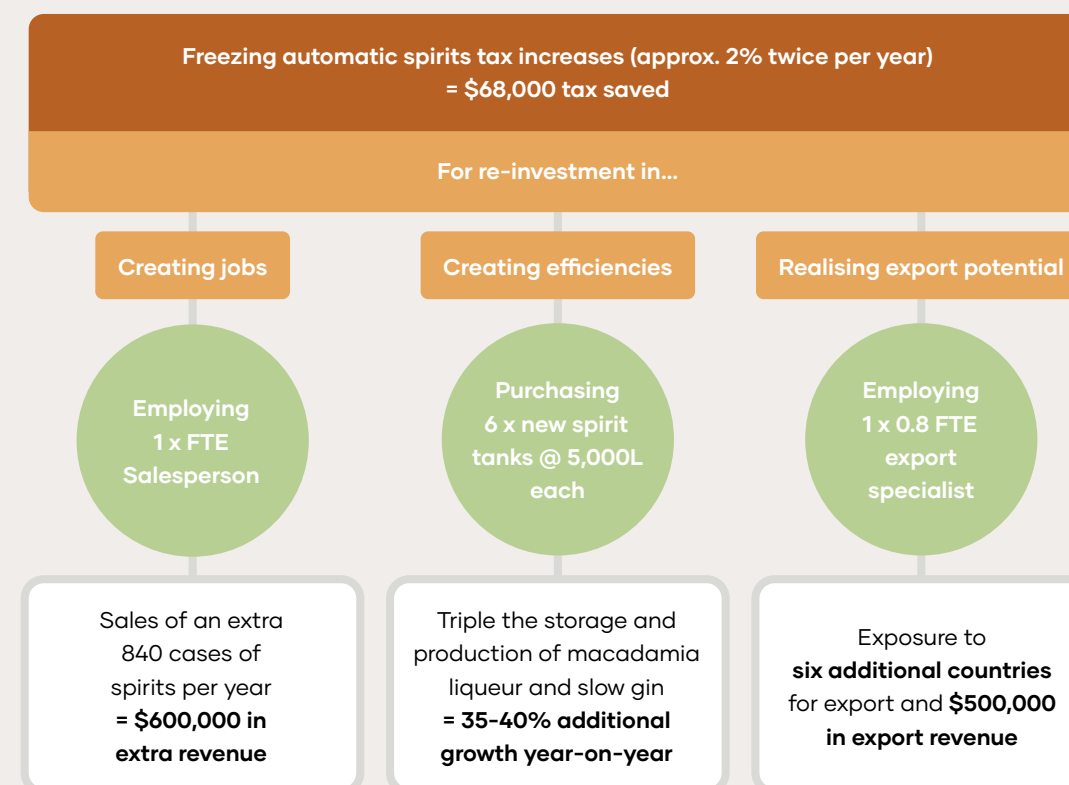 Freezing automatic spirits tax increases (approx. 2% twice per year)
= $68,000 tax saved
For re-investment in...
Creating jobs
Employing
1 x FTE
Salesperson
Sales of an extra
840 cases of
spirits per year
= $600,000 in
extra revenue
Creating efficiencies
Purchasing
6 x new spirit
tanks @ 5,000L
each
Triple the storage and
production of macadamia
liqueur and slow gin
= 35-40% additional
growth year-on-year
Realising export potential
Employing
1 x 0.8 FTE
export
specialist
Exposure to
six additional countries
for export and $500,000
in export revenue